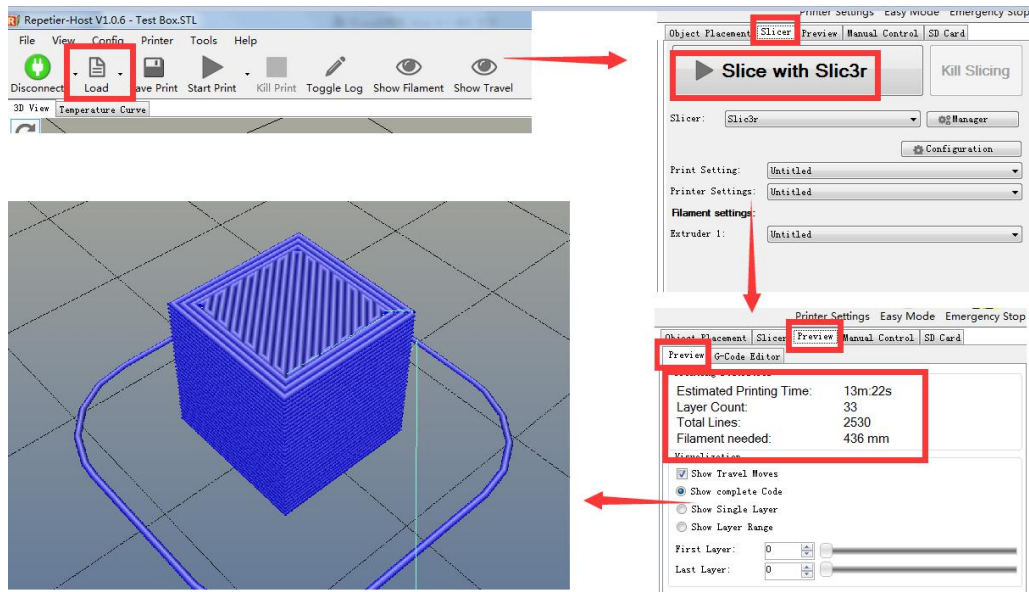 Repetier-Host V1.0.6 - Test Box.STL
File View Config Printer Tools Help
Disconnect Load ave Print Start Print Kill Print Toggle Log Show Filament Show Travel
3D View Temperature Curve
Printer Settings Easy Mode Emergency Stop
Object Placement Slicer Preview Manual Control SD Card
Slice with Slic3r
Kill Slicing
Slicer: Slic3r Manager
Configuration
Print Setting: Untitled
Printer Settings: Untitled
Filament settings:
Extruder 1: Untitled
Printer Settings Easy Mode Emergency Stop
Object Placement Slicer Preview Manual Control SD Card
Preview G-Code Editor
Estimated Printing Time: 13m:22s
Layer Count: 33
Total Lines: 2530
Filament needed: 436 mm
Visualization
Show Travel Moves
Show complete Code
Show Single Layer
Show Layer Range
First Layer: 0
Last Layer: 0